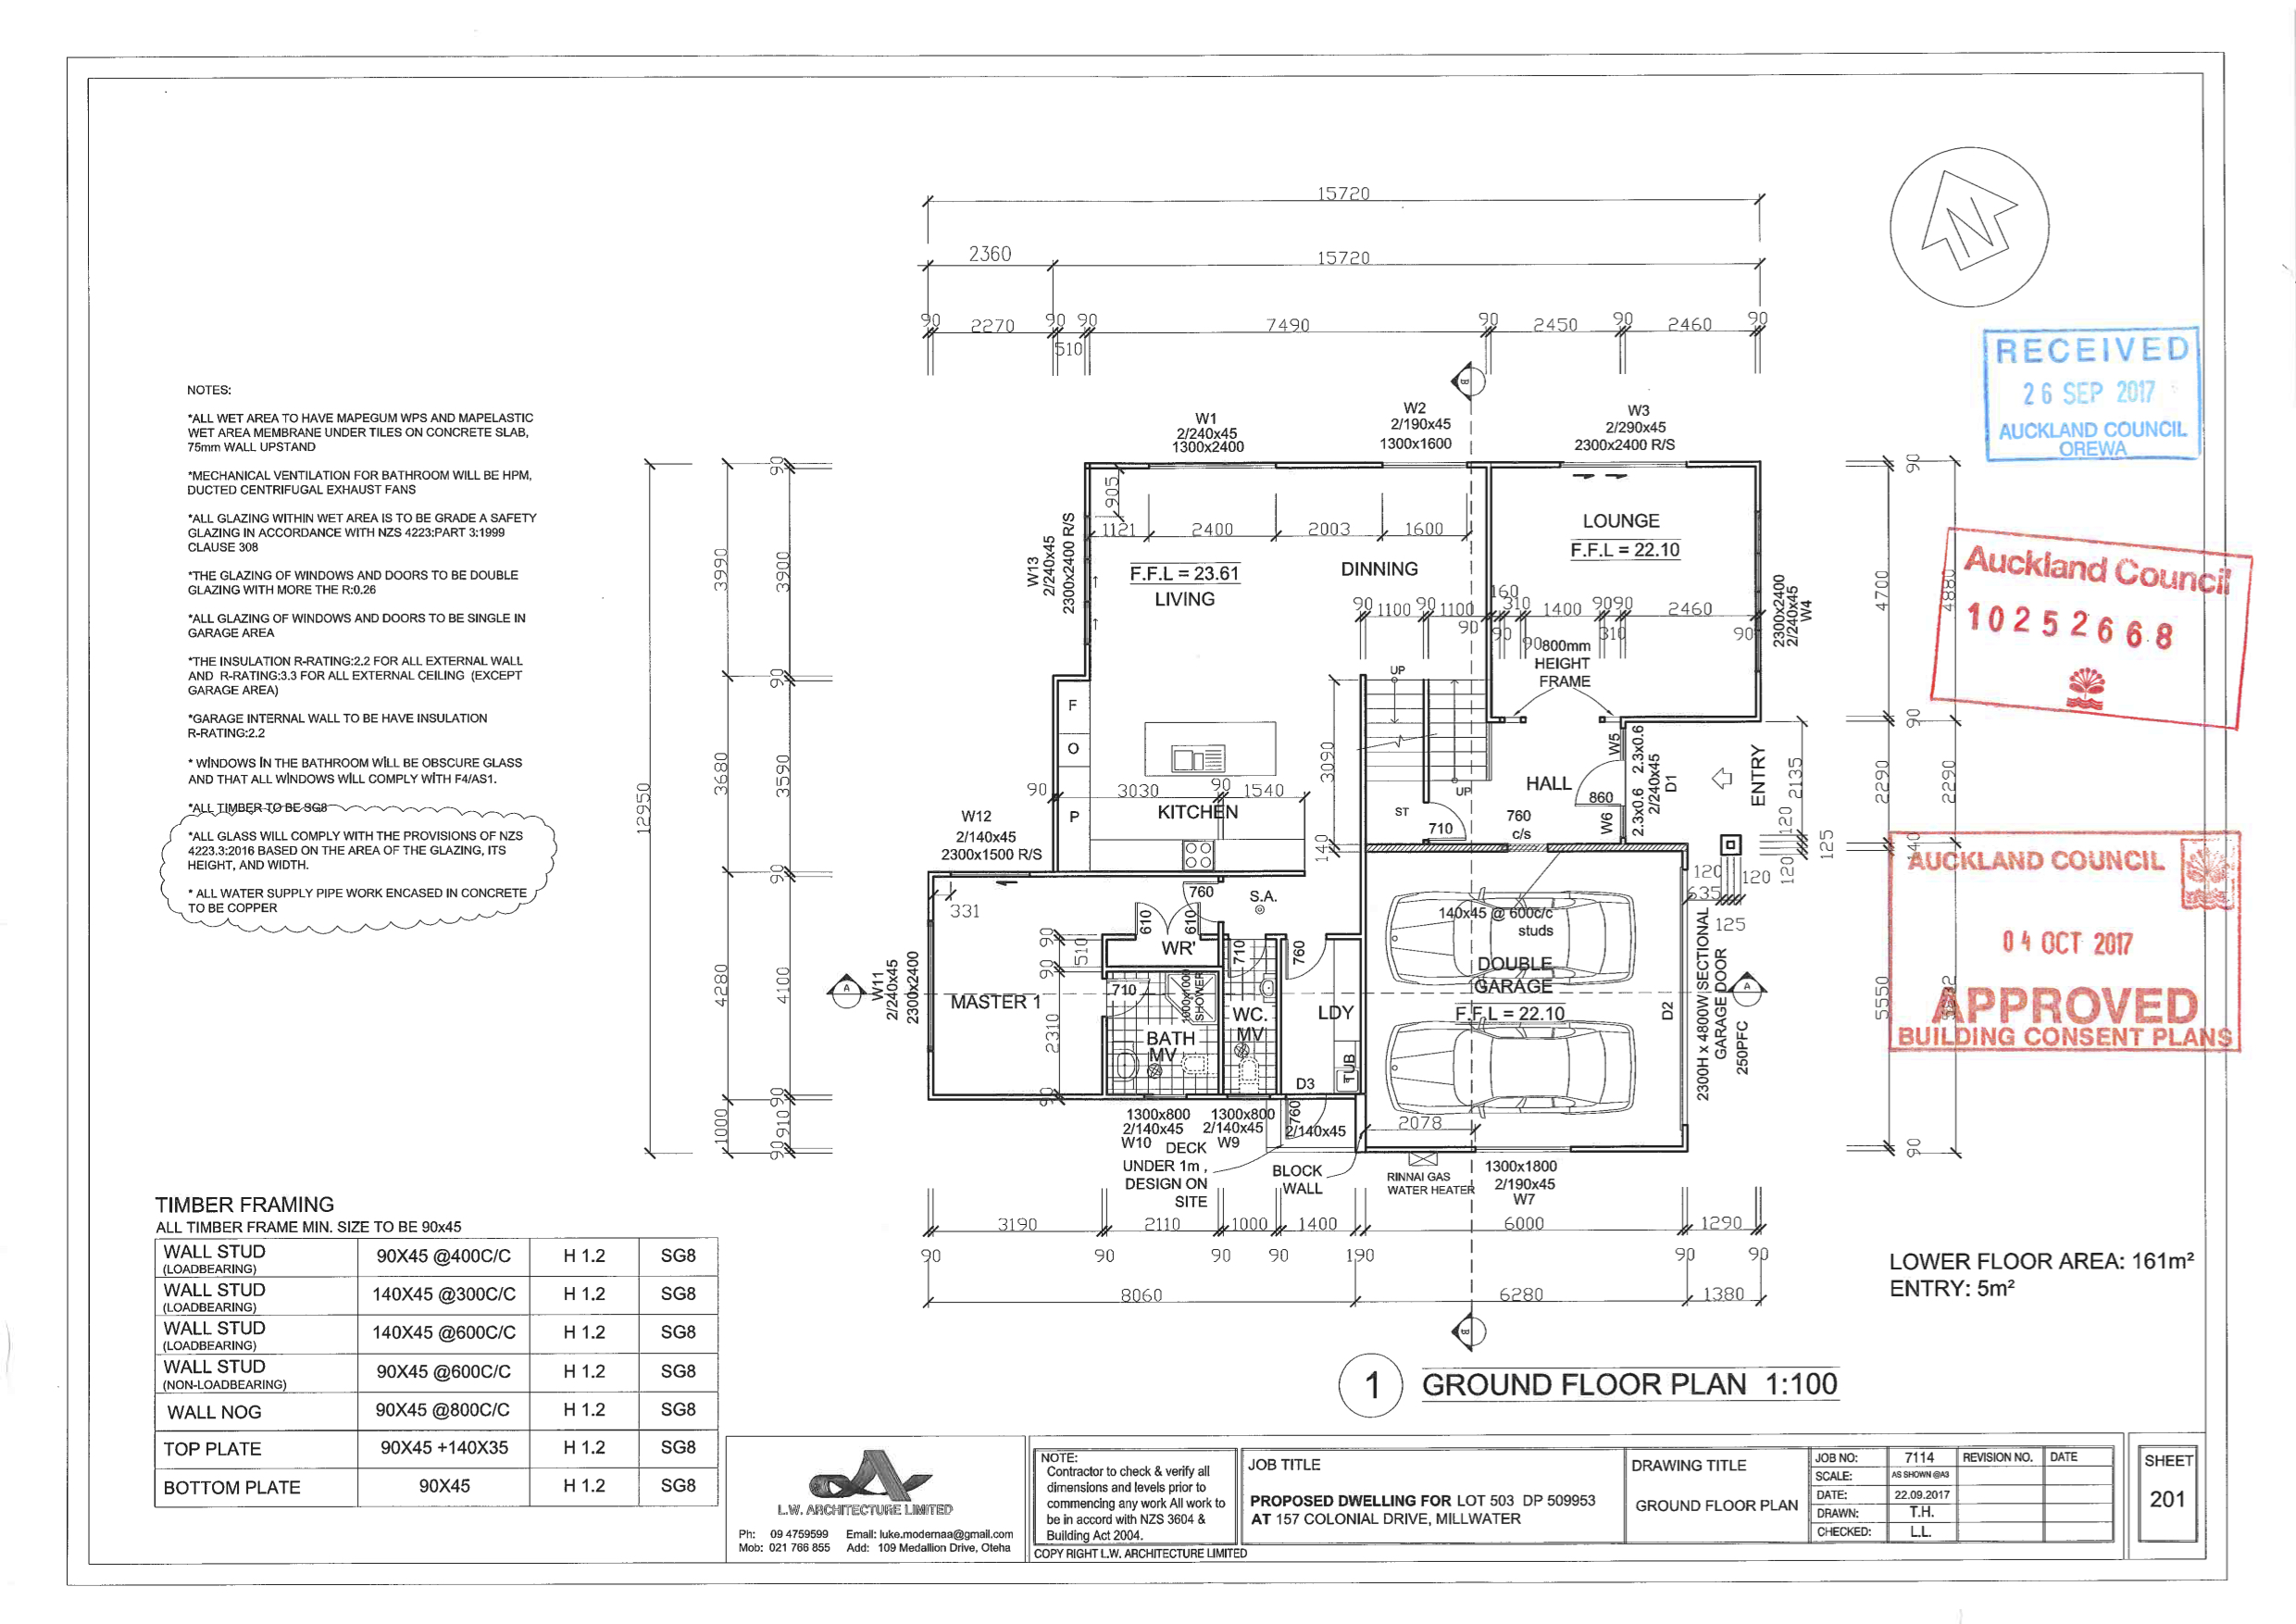 15720
2360
15720
90
2270
90
90
510
7490
90
2450
90
2460
90
N
RECEIVED
26 SEP 2017
AUCKLAND COUNCIL
OREWA
NOTES:
*ALL WET AREA TO HAVE MAPEGUM WPS AND MAPELASTIC
WET AREA MEMBRANE UNDER TILES ON CONCRETE SLAB,
75mm WALL UPSTAND
*MECHANICAL VENTILATION FOR BATHROOM WILL BE HPM,
DUCTED CENTRIFUGAL EXHAUST FANS
*ALL GLAZING WITHIN WET AREA IS TO BE GRADE A SAFETY
GLAZING IN ACCORDANCE WITH NZS 4223:PART 3:1999
CLAUSE 308
*THE GLAZING OF WINDOWS AND DOORS TO BE DOUBLE
GLAZING WITH MORE THE R:0.26
*ALL GLAZING OF WINDOWS AND DOORS TO BE SINGLE IN
GARAGE AREA
*THE INSULATION R-RATING:2.2 FOR ALL EXTERNAL WALL
AND R-RATING:3.3 FOR ALL EXTERNAL CEILING (EXCEPT
GARAGE AREA)
*GARAGE INTERNAL WALL TO BE HAVE INSULATION
R-RATING:2.2
* WINDOWS IN THE BATHROOM WILL BE OBSCURE GLASS
AND THAT ALL WINDOWS WILL COMPLY WITH F4/AS1.
*ALL TIMBER TO BE SG8
*ALL GLASS WILL COMPLY WITH THE PROVISIONS OF NZS
4223.3:2016 BASED ON THE AREA OF THE GLAZING, ITS
HEIGHT, AND WIDTH.
* ALL WATER SUPPLY PIPE WORK ENCASED IN CONCRETE
TO BE COPPER
B
W1
2/240x45
1300x2400
W2
2/190x45
1300x1600
W3
2/290x45
2300x2400 R/S
905
1121
2400
2003
1600
LOUNGE
F.F.L = 22.10
W13
2/240x45
2300x2400 R/S
F.F.L = 23.61
LIVING
DINNING
90
1100
90
1100
90
160
310
90
90
1400
9090
310
2460
90
800mm
HEIGHT
FRAME
2300x2400
2/240x45
W4
UP
F
O
P
3090
UP
HALL
W5
2.3x0.6
2.3x0.6
2/240x45
D1
ENTRY
2135
860
W6
760
c/s
ST
710
90
3030
90
1540
KITCHEN
140
W12
2/140x45
2300x1500 R/S
12950
3990
3680
4280
1000
90
3900
90
3590
90
4100
90
910
90
90
4700
4880
90
2290
2290
140
5550
90
Auckland Council
10252668
AUCKLAND COUNCIL
04 OCT 2017
APPROVED
BUILDING CONSENT PLANS
120
125
120
120
120
635
125
331
760
S.A.
610
610
WR'
90
510
90
710
760
140x45 @ 600c/c
studs
DOUBLE
GARAGE
F.F.L = 22.10
D2
2300H x 4800W SECTIONAL
GARAGE DOOR
250PFC
A
A
W11
2/240x45
2300x2400
MASTER 1
710
1000x1000
SHOWER
2310
BATH
MV
WC.
MV
LDY
TUB
90
D3
760
2078
1300x800
2/140x45
W10
1300x800
2/140x45
W9
2/140x45
DECK
UNDER 1m ,
DESIGN ON
SITE
BLOCK
WALL
RINNAI GAS
WATER HEATER
1300x1800
2/190x45
W7
3190
2110
1000
1400
6000
1290
90
90
90
90
190
90
90
8060
6280
1380
B
LOWER FLOOR AREA: 161m²
ENTRY: 5m²
1 GROUND FLOOR PLAN 1:100
TIMBER FRAMING
ALL TIMBER FRAME MIN. SIZE TO BE 90x45
WALL STUD (LOADBEARING) 90X45 @400C/C H 1.2 SG8
WALL STUD (LOADBEARING) 140X45 @300C/C H 1.2 SG8
WALL STUD (LOADBEARING) 140X45 @600C/C H 1.2 SG8
WALL STUD (NON-LOADBEARING) 90X45 @600C/C H 1.2 SG8
WALL NOG 90X45 @800C/C H 1.2 SG8
TOP PLATE 90X45 +140X35 H 1.2 SG8
BOTTOM PLATE 90X45 H 1.2 SG8
L.W. ARCHITECTURE LIMITED
Ph: 09 4759599 Email: luke.modernaa@gmail.com
Mob: 021 766 855 Add: 109 Medallion Drive, Oteha
NOTE:
Contractor to check & verify all
dimensions and levels prior to
commencing any work All work to
be in accord with NZS 3604 &
Building Act 2004.
COPY RIGHT L.W. ARCHITECTURE LIMITED
JOB TITLE
PROPOSED DWELLING FOR LOT 503 DP 509953
AT 157 COLONIAL DRIVE, MILLWATER
DRAWING TITLE
GROUND FLOOR PLAN
JOB NO: 7114 REVISION NO. DATE
SCALE: AS SHOWN @A3
DATE: 22.09.2017
DRAWN: T.H.
CHECKED: L.L.
SHEET
201